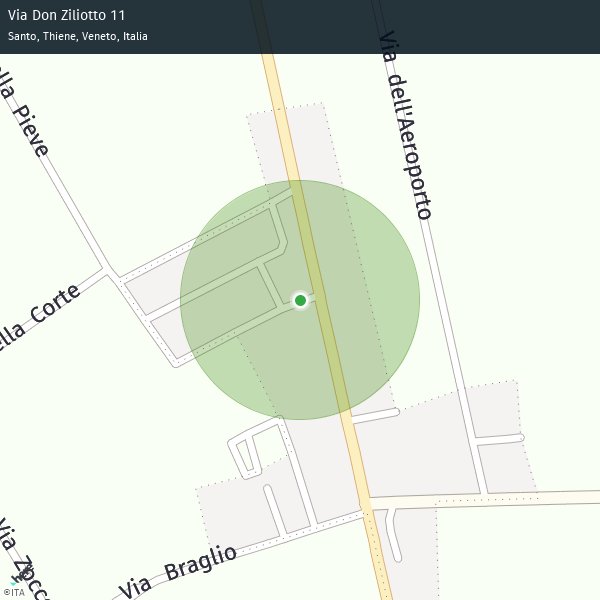 Via Don Ziliotto 11
Santo, Thiene, Veneto, Italia
Via dell'Aeroporto
lla Pieve
ella Corte
Via Braglio
Via Zocc
©ITA